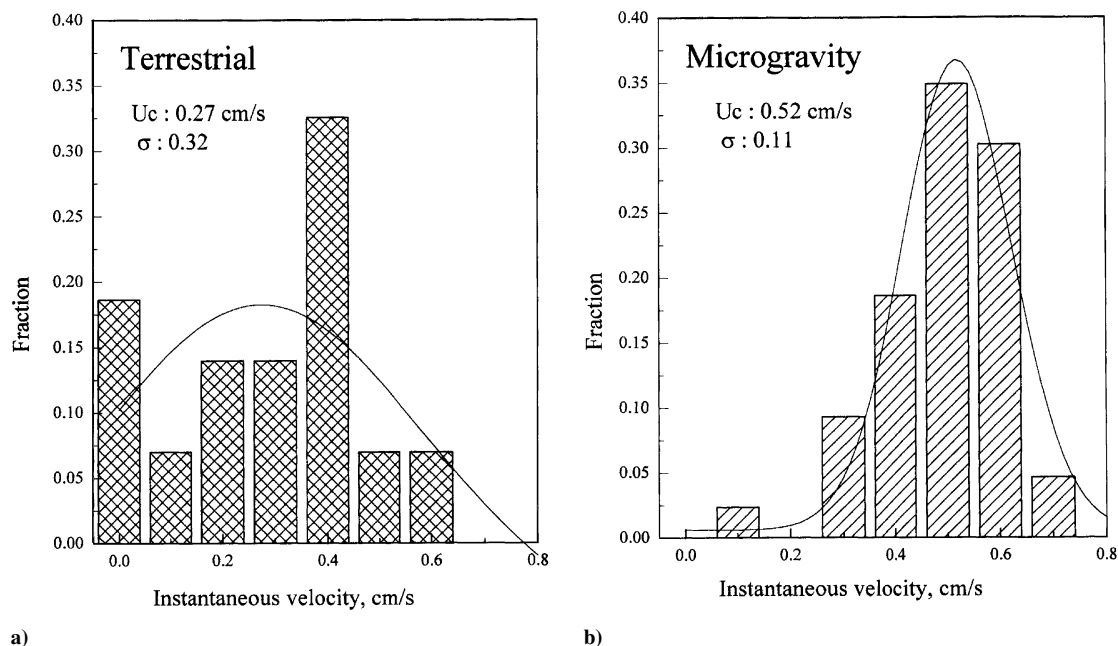 0.40
0.35
0.30
0.25
0.20
0.15
0.10
0.05
0.00
Fraction
Terrestrial
Uc : 0.27 cm/s
σ : 0.32
0.0
0.2
0.4
0.6
0.8
Instantaneous velocity, cm/s
a)
0.40
0.35
0.30
0.25
0.20
0.15
0.10
0.05
0.00
Fraction
Microgravity
Uc : 0.52 cm/s
σ : 0.11
0.0
0.2
0.4
0.6
0.8
Instantaneous velocity, cm/s
b)